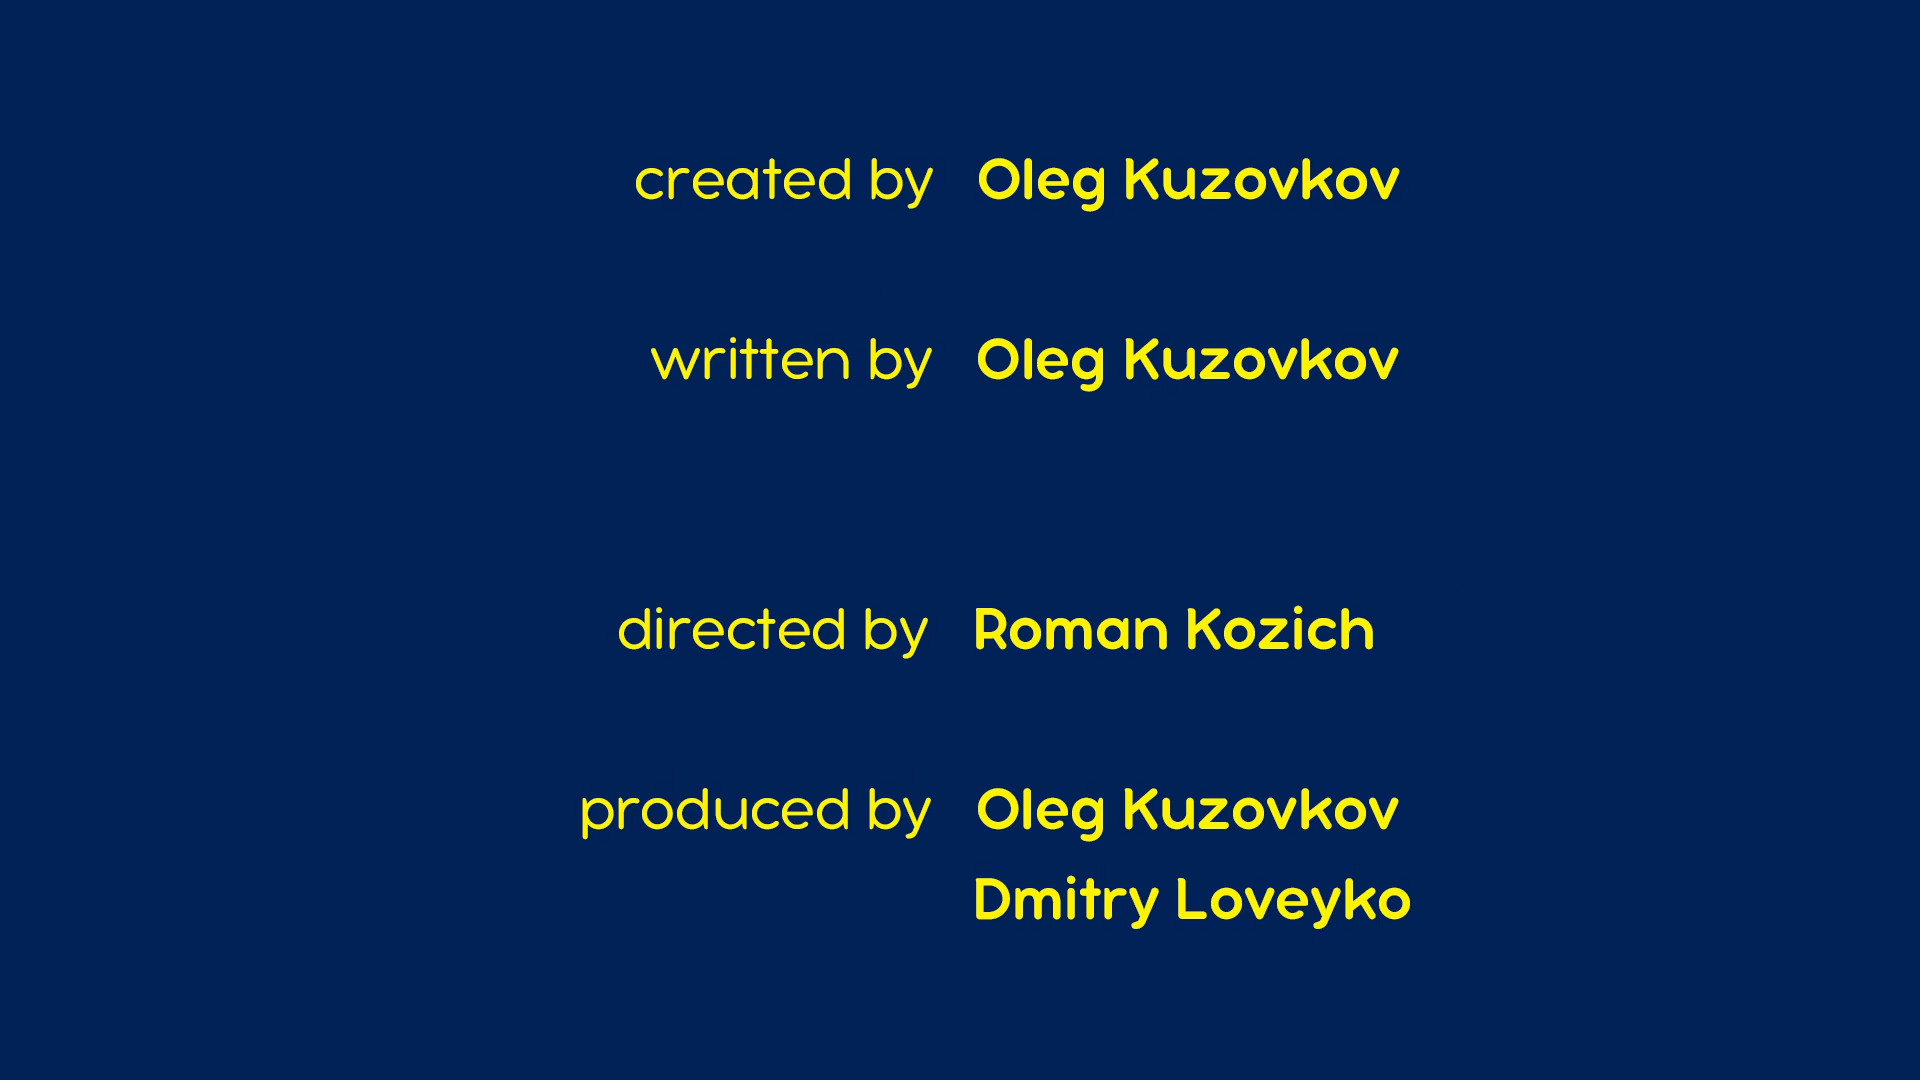 created by Oleg Kuzovkov
written by Oleg Kuzovkov
directed by Roman Kozich
produced by Oleg Kuzovkov
Dmitry Loveyko